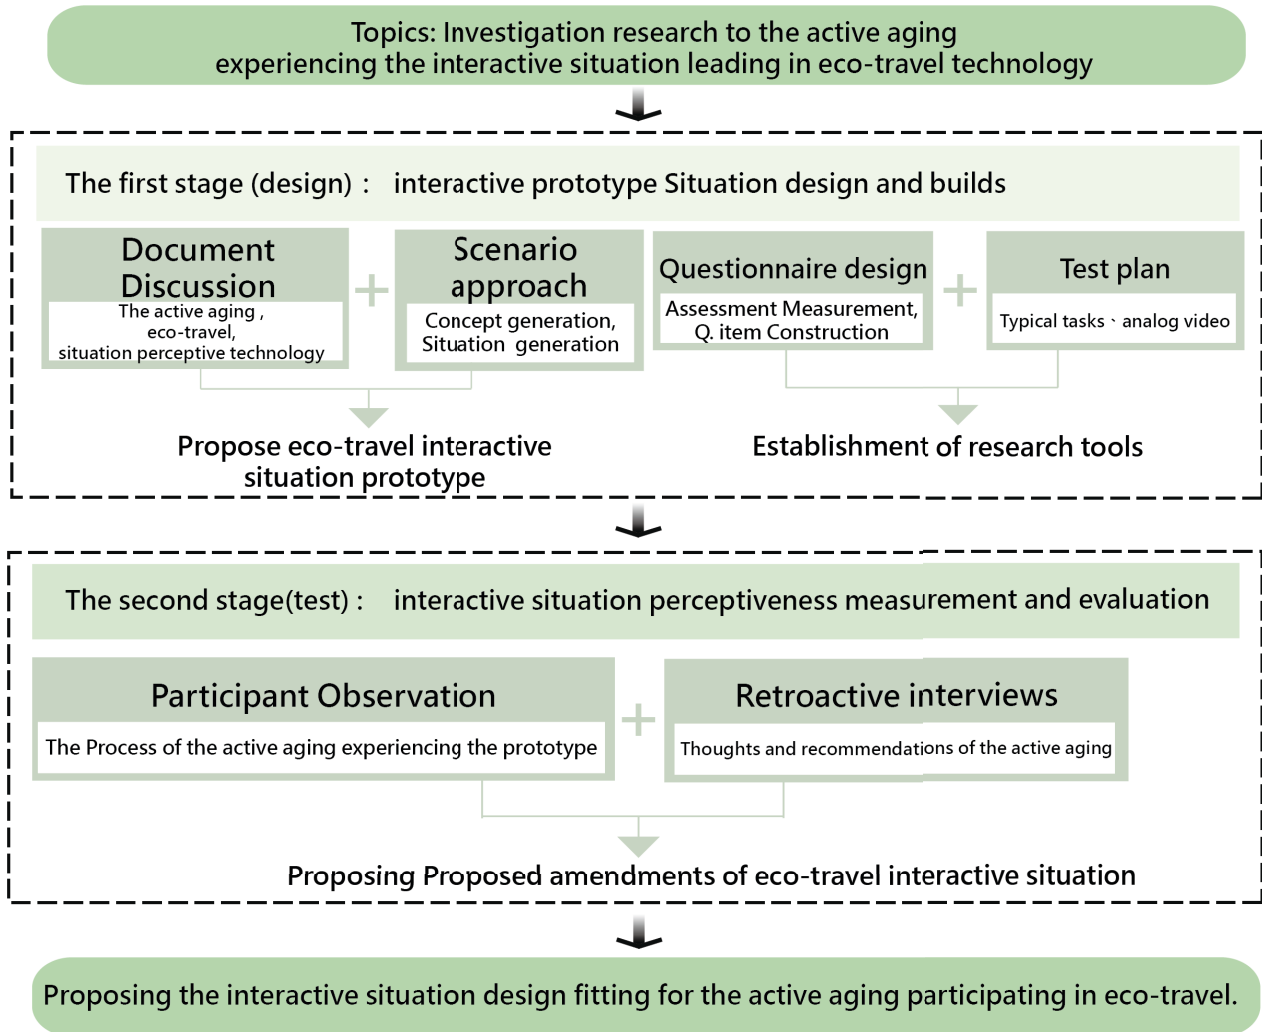 Topics: Investigation research to the active aging
experiencing the interactive situation leading in eco-travel technology
The first stage (design) : interactive prototype Situation design and builds
Document
Discussion
The active aging ,
eco-travel,
situation perceptive technology
+
Scenario
approach
Concept generation,
Situation generation
Questionnaire design
Assessment Measurement,
Q. item Construction
+
Test plan
Typical tasks、analog video
Propose eco-travel interactive
situation prototype
Establishment of research tools
The second stage(test) : interactive situation perceptiveness measurement and evaluation
Participant Observation
The Process of the active aging experiencing the prototype
+
Retroactive interviews
Thoughts and recommendations of the active aging
Proposing Proposed amendments of eco-travel interactive situation
Proposing the interactive situation design fitting for the active aging participating in eco-travel.